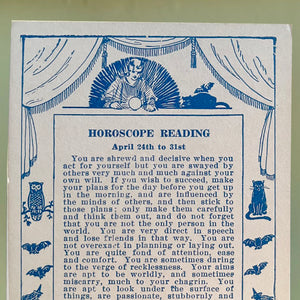 HOROSCOPE READING
April 24th to 31st
You are shrewd and decisive when you
act for yourself but you are swayed by
others very much and much against your
own will. If you wish to succeed, make
your plans for the day before you get up
in the morning, and are influenced by
the minds of others, and then stick to
those plans; only make them carefully
and think them out, and do not forget
that you are not the only person in the
world. You are very direct in speech
and lose friends in that way. You are
not overexact in planning or laying out.
You are quite fond of attention, ease
and comfort. You are sometimes daring
to the verge of recklessness. Your aims
are apt to be worldly, and sometimes
miscarry, much to your chagrin. You
are apt to look under the surface of
things, are passionate, stubbornly and